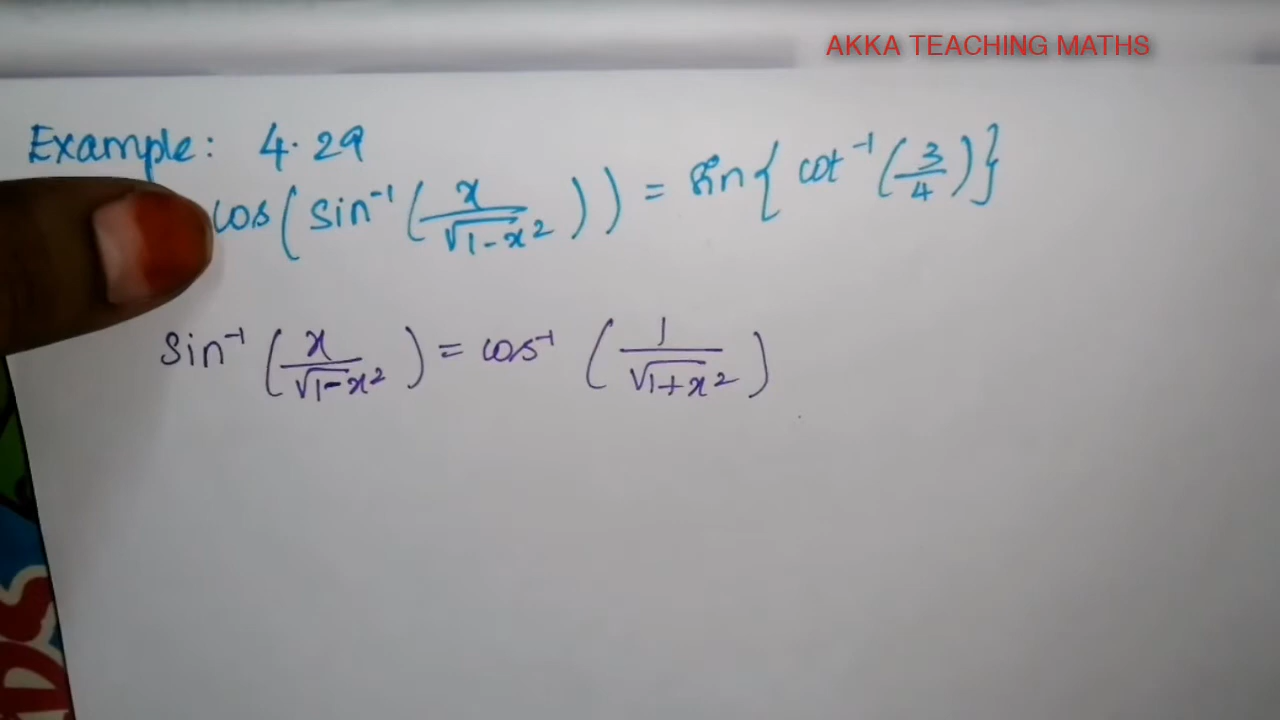 AKKA TEACHING MATHS
Example: 4.29
cos(sin⁻¹(x/√1-x²)) = sin{cot⁻¹(3/4)}
sin⁻¹(x/√1-x²) = cos⁻¹(1/√1+x²)